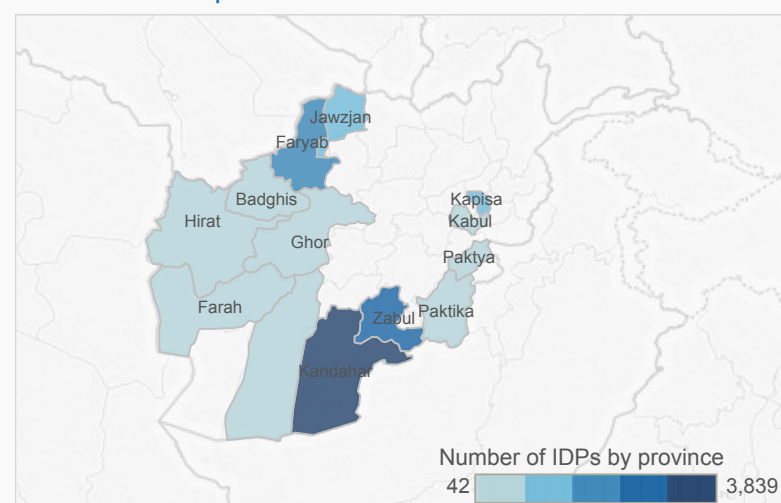 Jawzjan
Faryab
Badghis
Kapisa
Hirat
Kabul
Ghor
Paktya
Farah
Zabul
Paktika
Kandahar
Number of IDPs by province
42
3,839